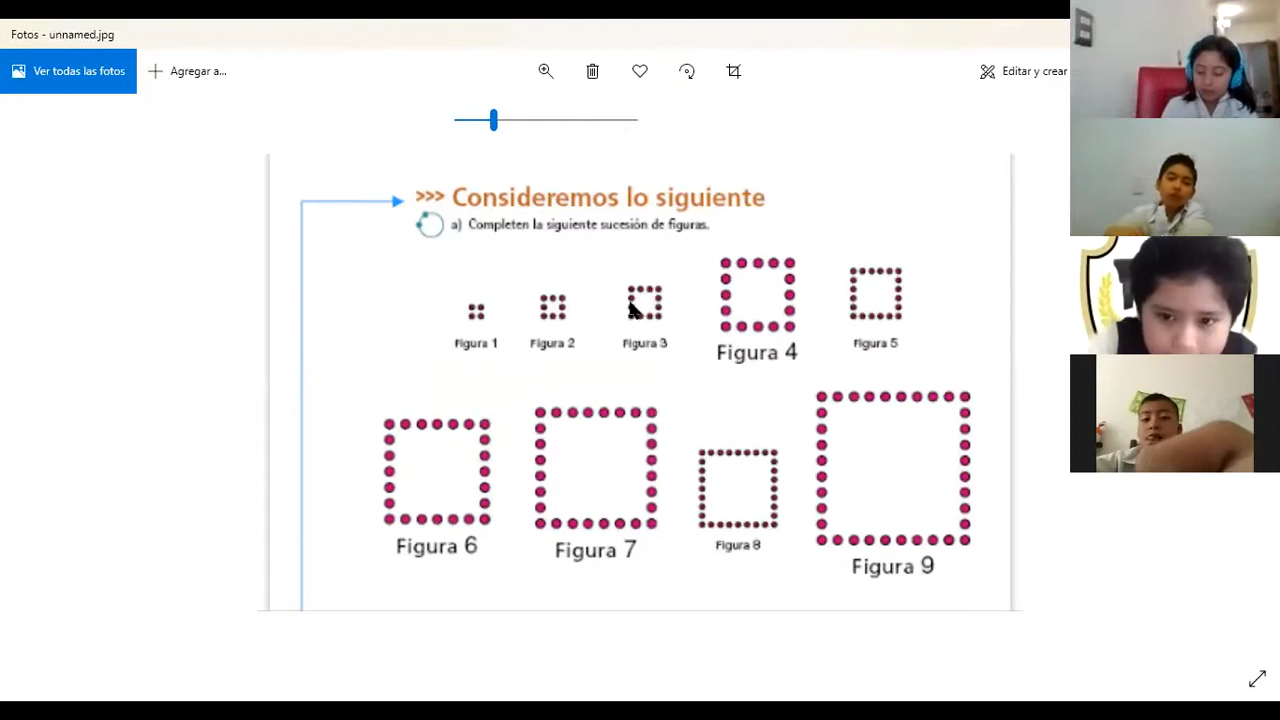 Fotos - unnamed.jpg
Ver todas las fotos
Agregar a...
Editar y crear
>>> Consideremos lo siguiente
a) Completen la siguiente sucesión de figuras.
Figura 1
Figura 2
Figura 3
Figura 4
Figura 5
Figura 6
Figura 7
Figura 8
Figura 9